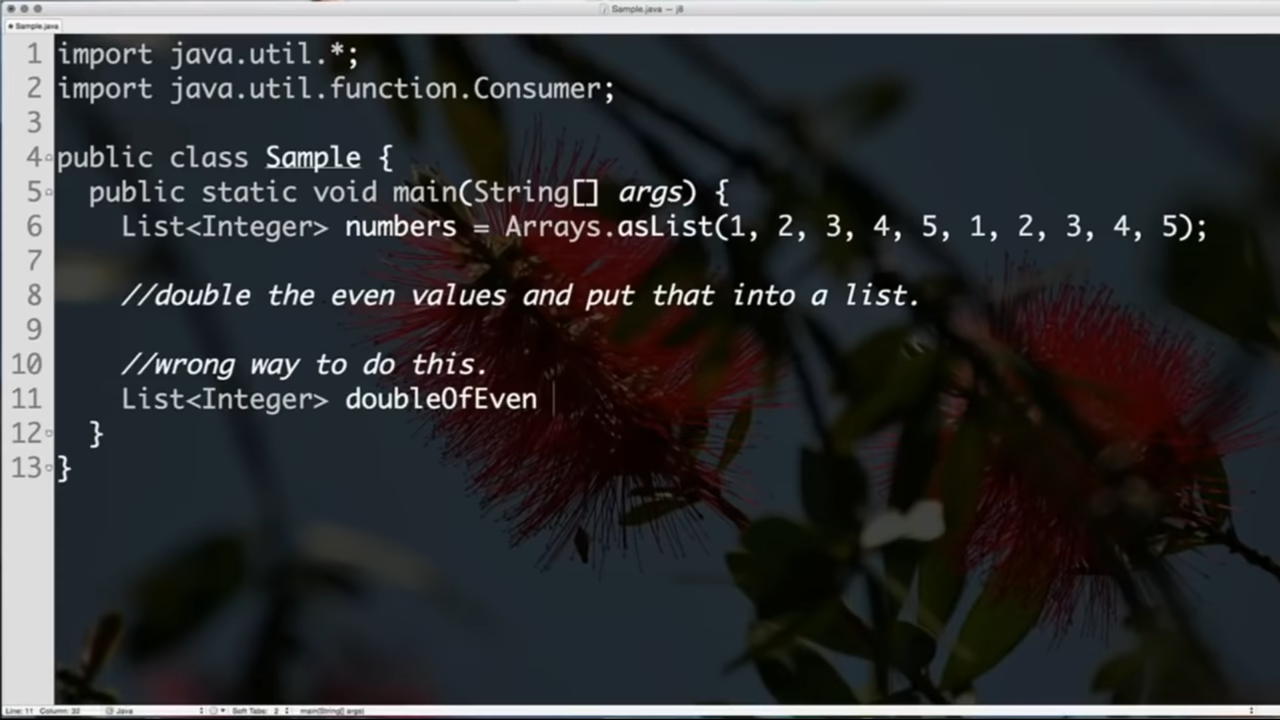 Sample.java — j8
Sample.java
1 import java.util.*;
2 import java.util.function.Consumer;
3
4 public class Sample {
5 public static void main(String[] args) {
6 List<Integer> numbers = Arrays.asList(1, 2, 3, 4, 5, 1, 2, 3, 4, 5);
7
8 //double the even values and put that into a list.
9
10 //wrong way to do this.
11 List<Integer> doubleOfEven
12 }
13 }
Line: 11 Column: 32 Java Soft Tabs: 2 main(String[] args)